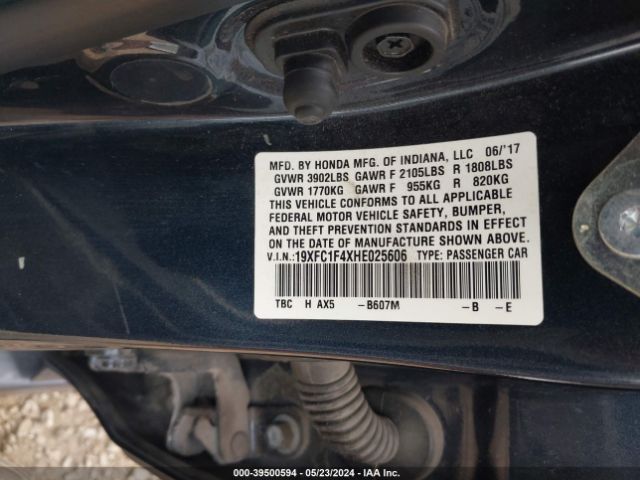 MFD. BY HONDA MFG. OF INDIANA, LLC 06/'17
GVWR 3902LBS GAWR F 2105LBS R 1808LBS
GVWR 1770KG GAWR F 955KG R 820KG
THIS VEHICLE CONFORMS TO ALL APPLICABLE
FEDERAL MOTOR VEHICLE SAFETY, BUMPER,
AND THEFT PREVENTION STANDARDS IN EFFECT
ON THE DATE OF MANUFACTURE SHOWN ABOVE.
V.I.N.:19XFC1F4XHE025606 TYPE: PASSENGER CAR
TBC H AX5 -B607M -B -E
000-39500594 - 05/23/2024 - IAA Inc.